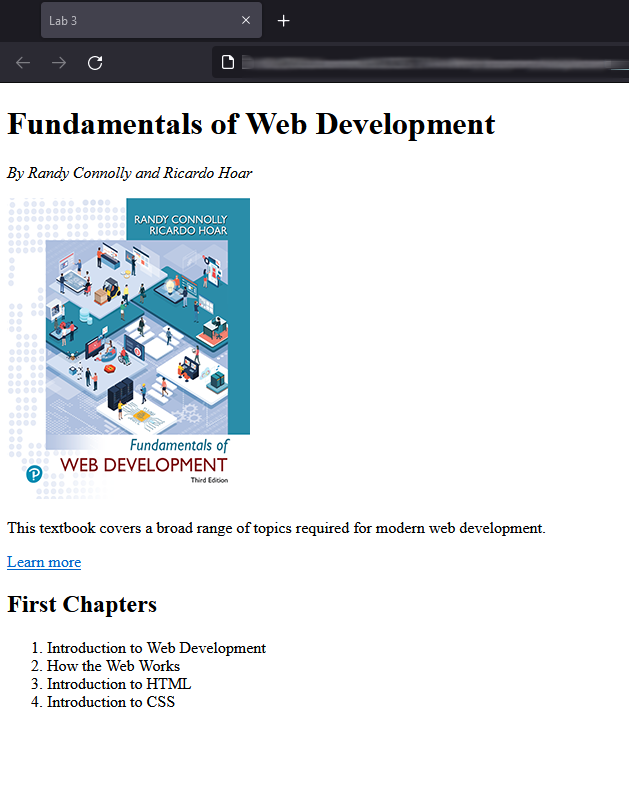 Lab 3
Fundamentals of Web Development
By Randy Connolly and Ricardo Hoar
RANDY CONNOLLY
RICARDO HOAR
Fundamentals of
WEB DEVELOPMENT
Third Edition
P
This textbook covers a broad range of topics required for modern web development.
Learn more
First Chapters
1. Introduction to Web Development
2. How the Web Works
3. Introduction to HTML
4. Introduction to CSS